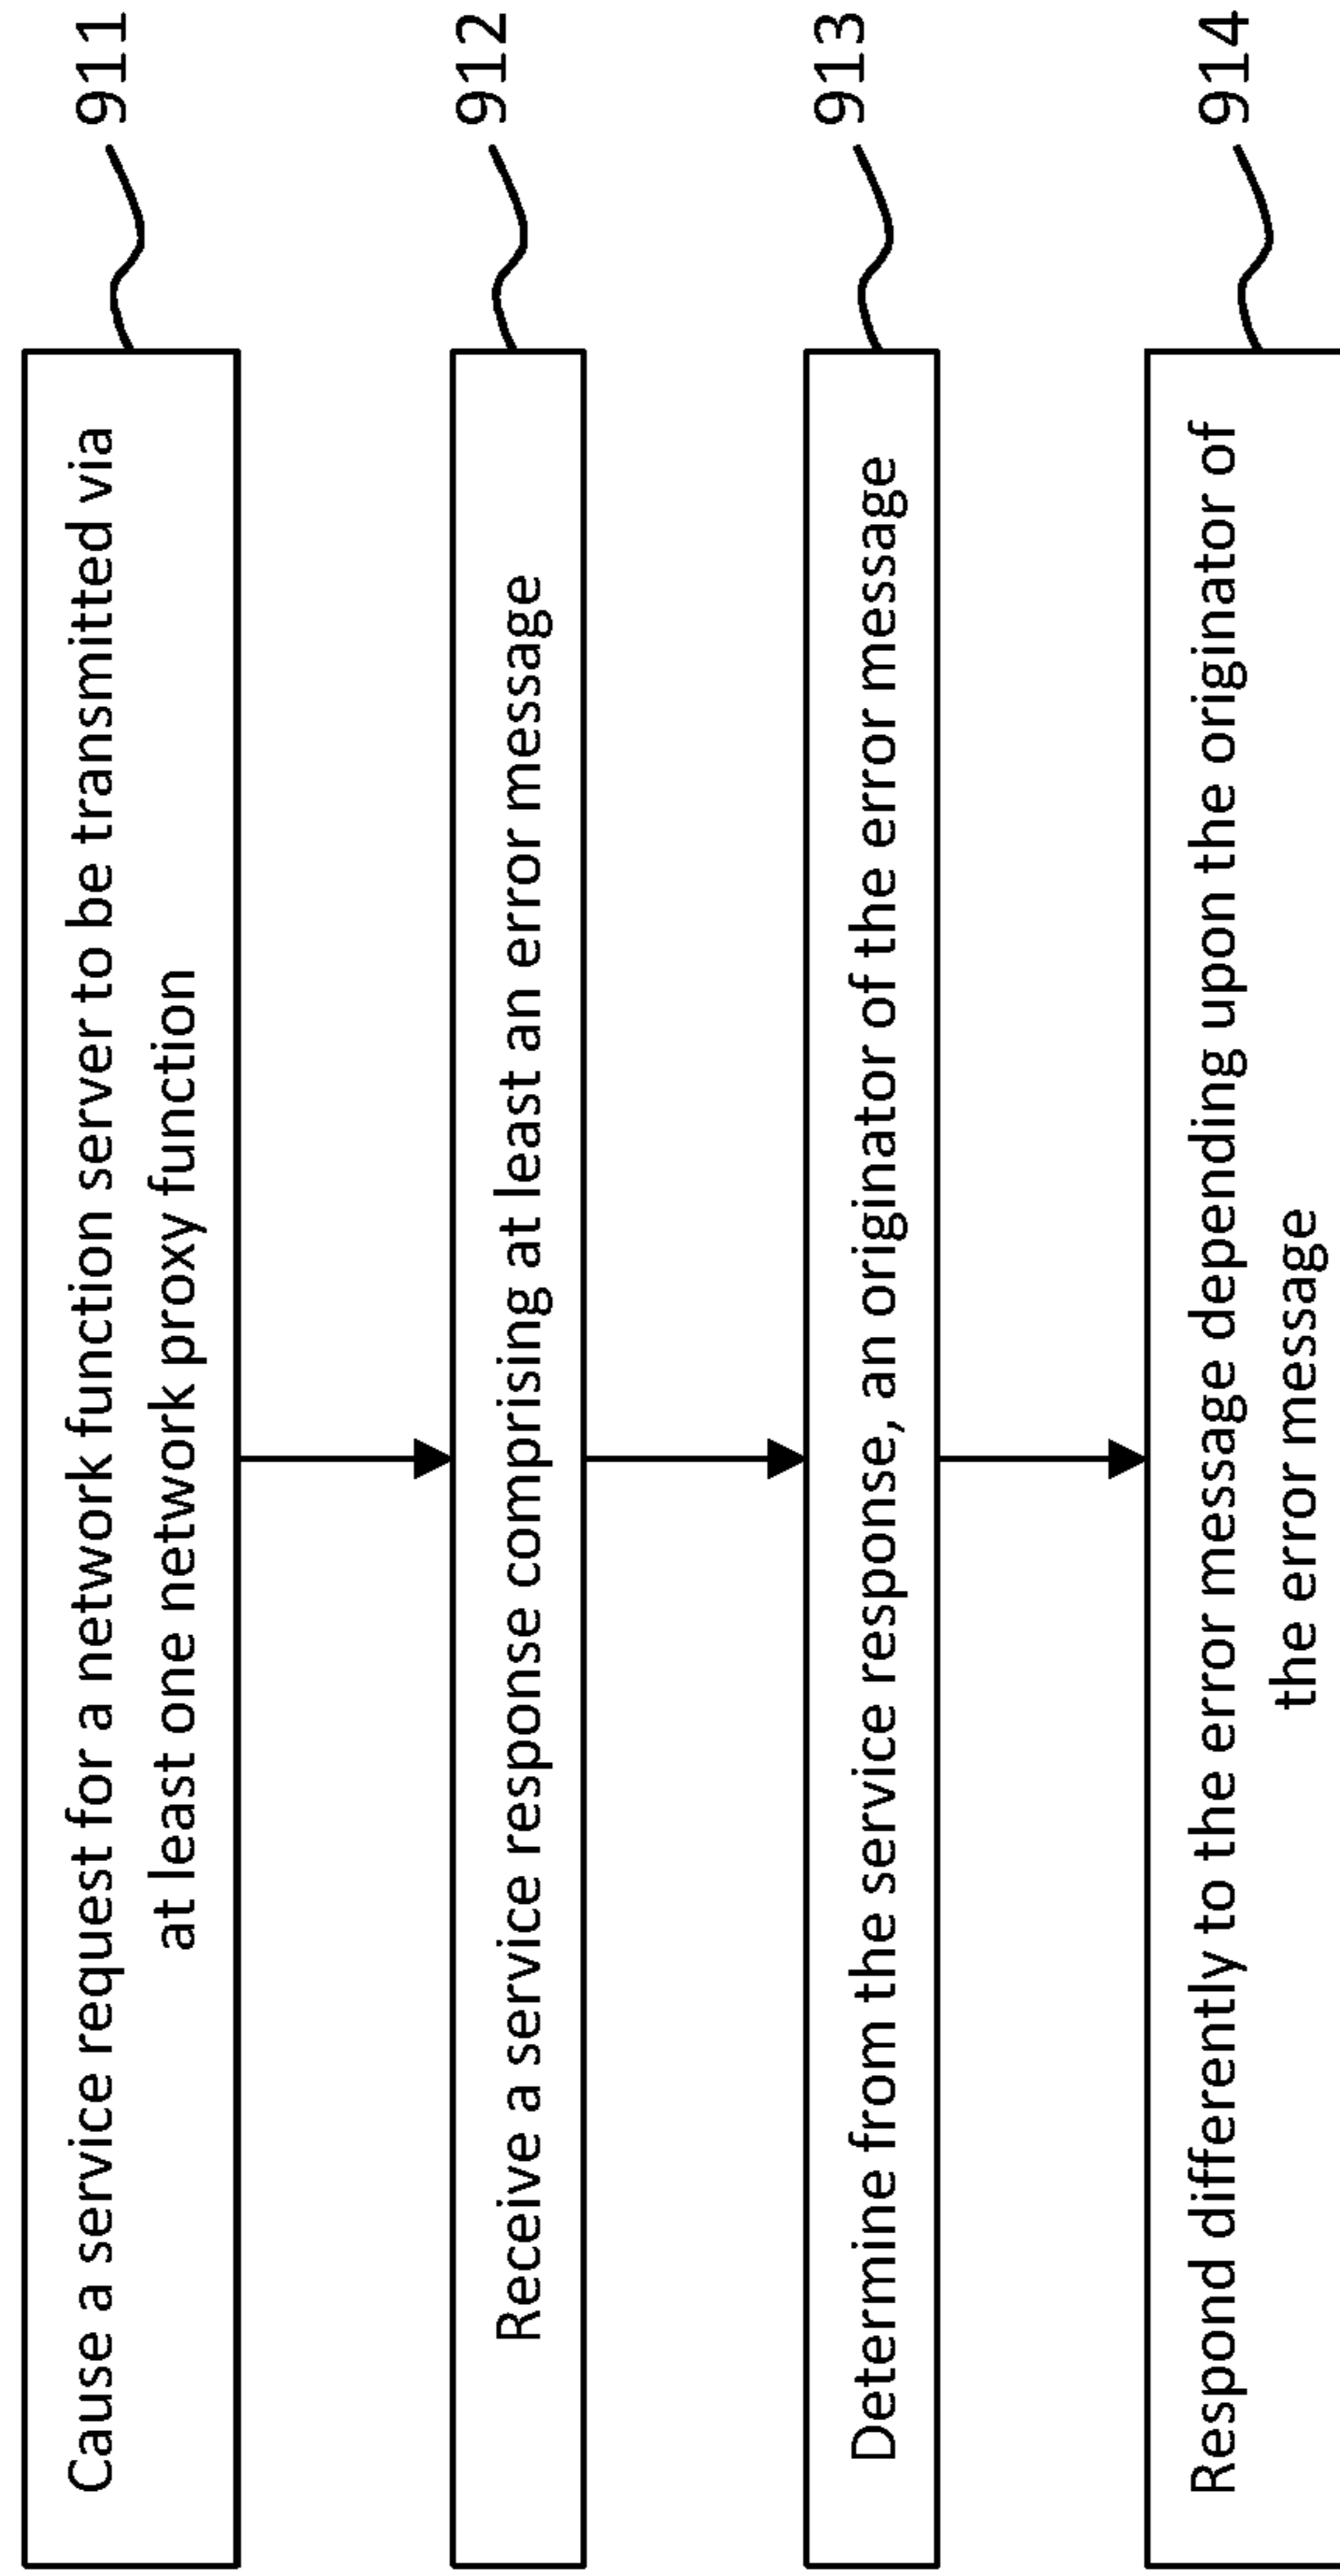 Cause a service request for a network function server to be transmitted via
at least one network proxy function
911
Receive a service response comprising at least an error message
912
Determine from the service response, an originator of the error message
913
Respond differently to the error message depending upon the originator of
the error message
914